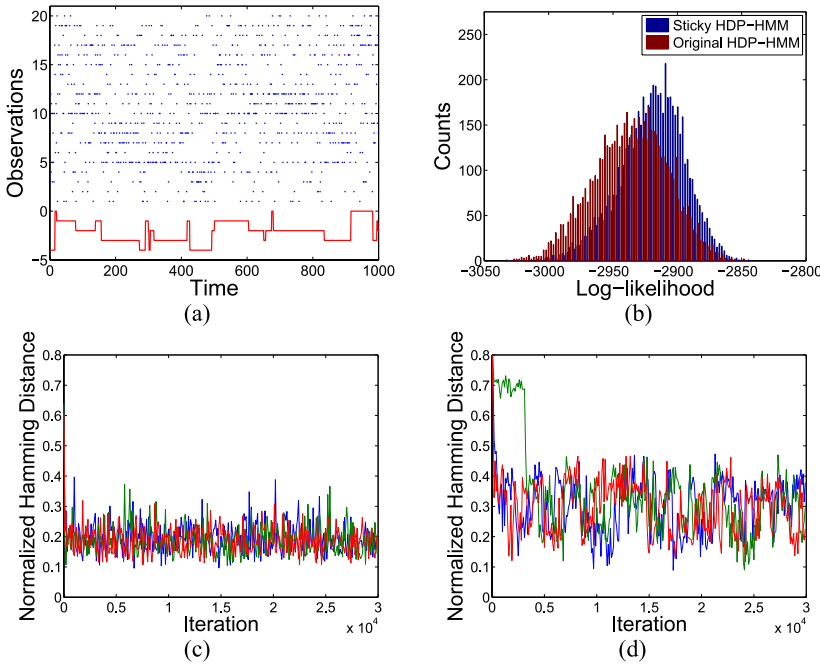 Observations
20
15
10
5
0
−5
0 200 400 600 800 1000
Time
(a)
Counts
250
200
150
100
50
0
−3050 −3000 −2950 −2900 −2850 −2800
Log−likelihood
Sticky HDP−HMM
Original HDP−HMM
(b)
Normalized Hamming Distance
0.8
0.7
0.6
0.5
0.4
0.3
0.2
0.1
0
0 0.5 1 1.5 2 2.5 3
x 10^4
Iteration
(c)
Normalized Hamming Distance
0.8
0.7
0.6
0.5
0.4
0.3
0.2
0.1
0
0 0.5 1 1.5 2 2.5 3
x 10^4
Iteration
(d)